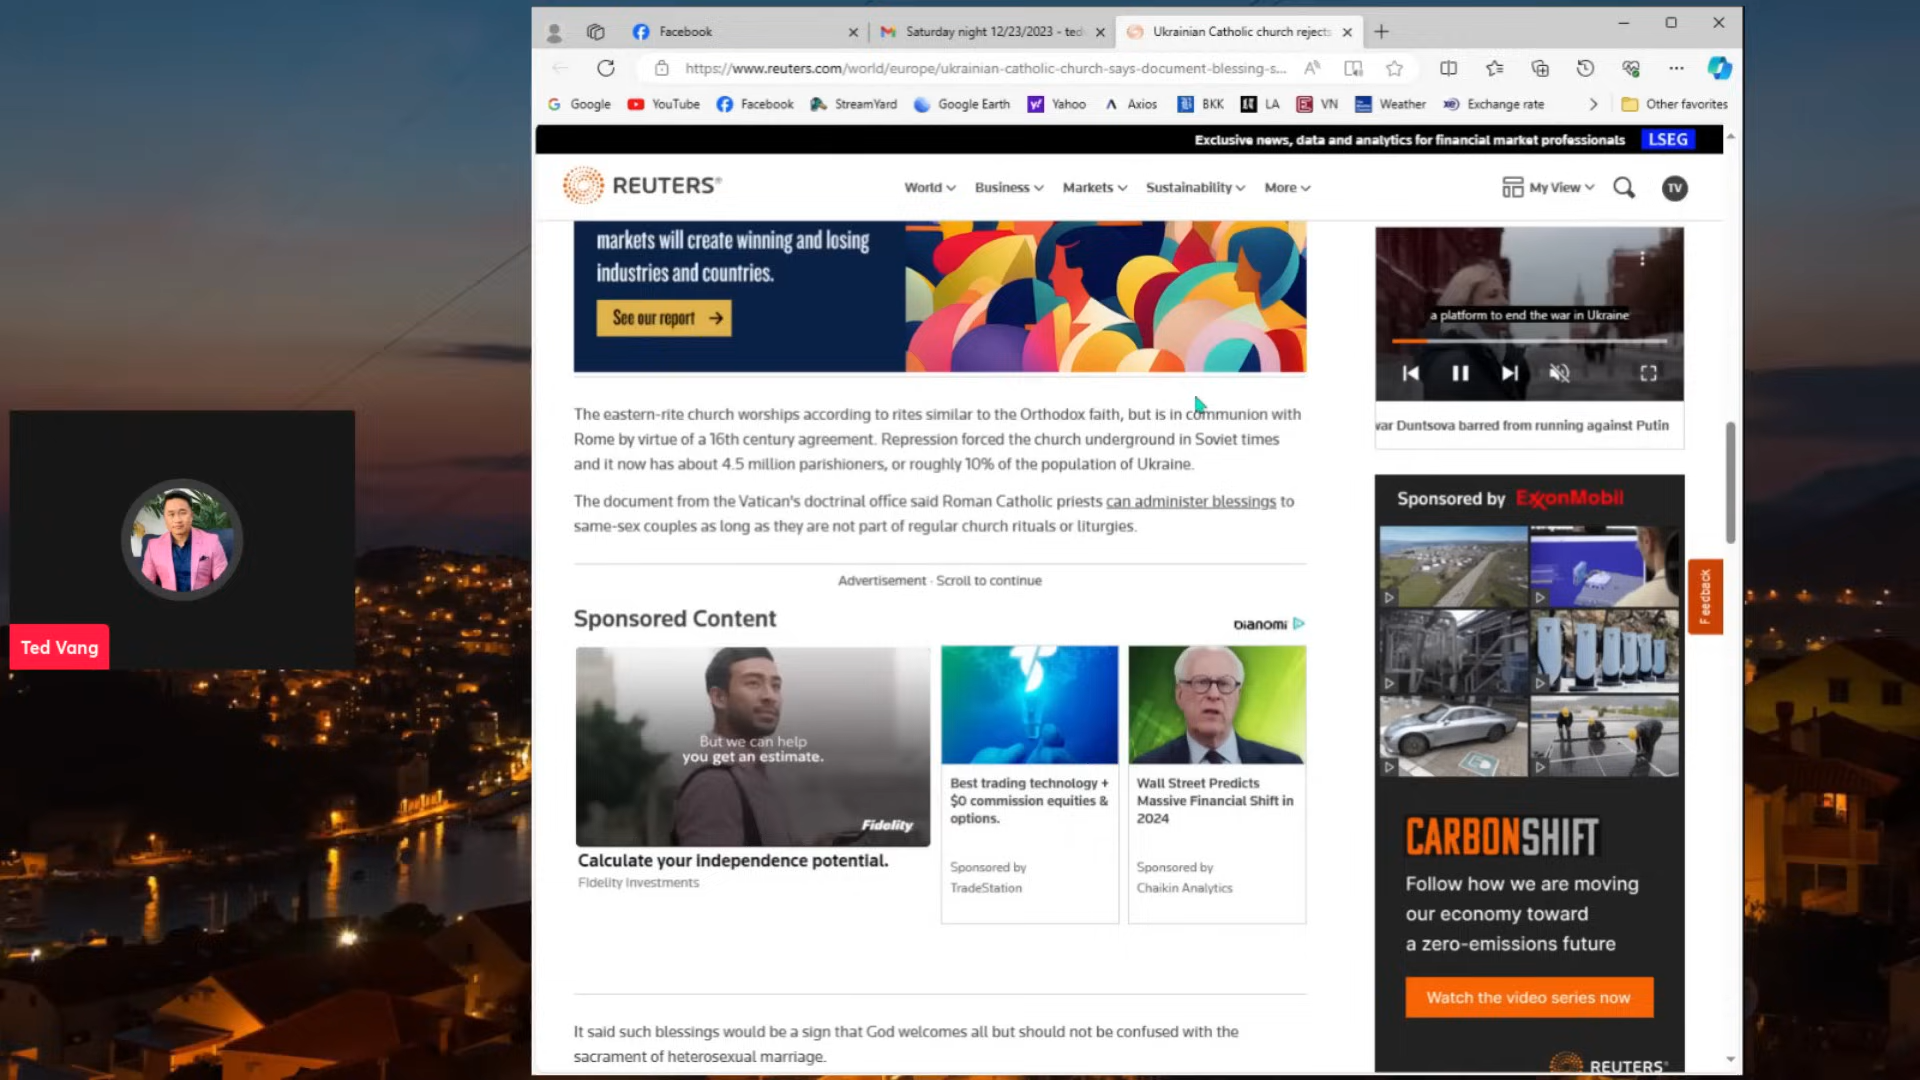 Facebook
Saturday night 12/23/2023 - ted
Ukrainian Catholic church rejects
https://www.reuters.com/world/europe/ukrainian-catholic-church-says-document-blessing-s...
Google
YouTube
Facebook
StreamYard
Google Earth
Yahoo
Axios
BKK
LA
VN
Weather
Exchange rate
Other favorites
Exclusive news, data and analytics for financial market professionals
LSEG
REUTERS®
World
Business
Markets
Sustainability
More
My View
TV
markets will create winning and losing
industries and countries.
See our report
a platform to end the war in Ukraine
war Duntsova barred from running against Putin
The eastern-rite church worships according to rites similar to the Orthodox faith, but is in communion with
Rome by virtue of a 16th century agreement. Repression forced the church underground in Soviet times
and it now has about 4.5 million parishioners, or roughly 10% of the population of Ukraine.
The document from the Vatican's doctrinal office said Roman Catholic priests can administer blessings to
same-sex couples as long as they are not part of regular church rituals or liturgies.
Advertisement · Scroll to continue
Sponsored Content
DIANOMI
But we can help
you get an estimate.
Fidelity
Calculate your independence potential.
Fidelity Investments
Best trading technology +
$0 commission equities &
options.
Sponsored by
TradeStation
Wall Street Predicts
Massive Financial Shift in
2024
Sponsored by
Chaikin Analytics
It said such blessings would be a sign that God welcomes all but should not be confused with the
sacrament of heterosexual marriage.
Sponsored by ExxonMobil
CARBONSHIFT
Follow how we are moving
our economy toward
a zero-emissions future
Watch the video series now
REUTERS®
Feedback
Ted Vang